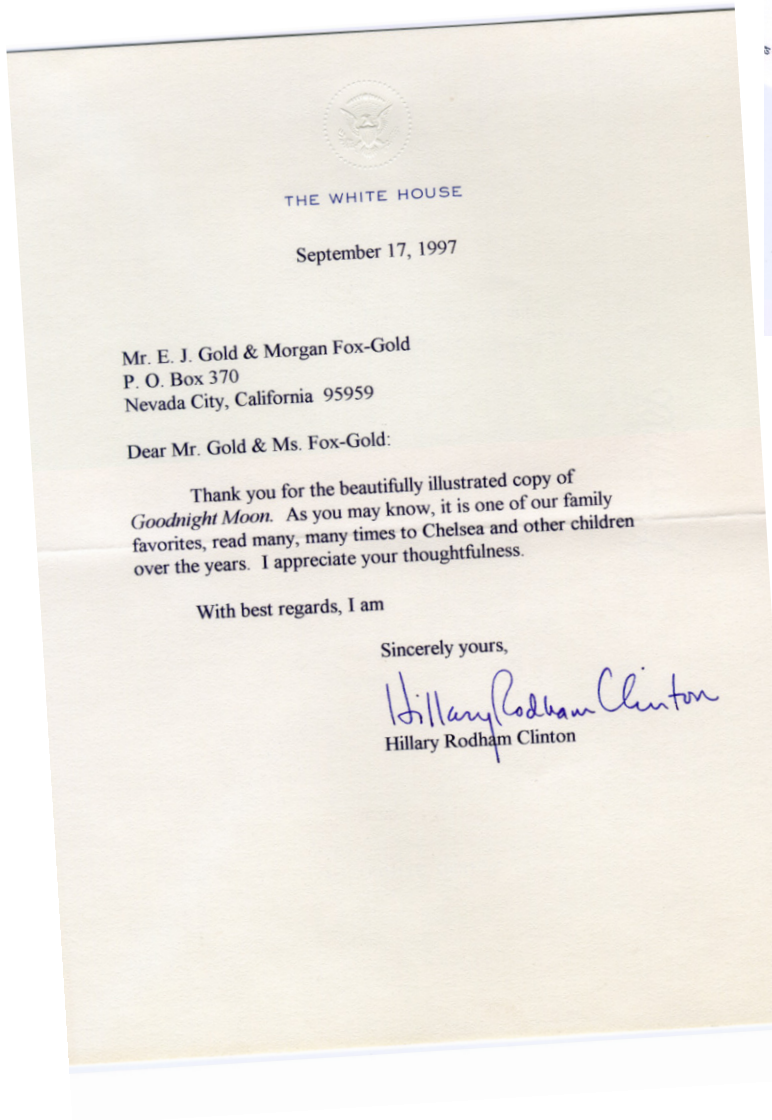 THE WHITE HOUSE
September 17, 1997
Mr. E. J. Gold & Morgan Fox-Gold
P. O. Box 370
Nevada City, California 95959
Dear Mr. Gold & Ms. Fox-Gold:
Thank you for the beautifully illustrated copy of
Goodnight Moon. As you may know, it is one of our family
favorites, read many, many times to Chelsea and other children
over the years. I appreciate your thoughtfulness.
With best regards, I am
Sincerely yours,
Hillary Rodham Clinton
Hillary Rodham Clinton